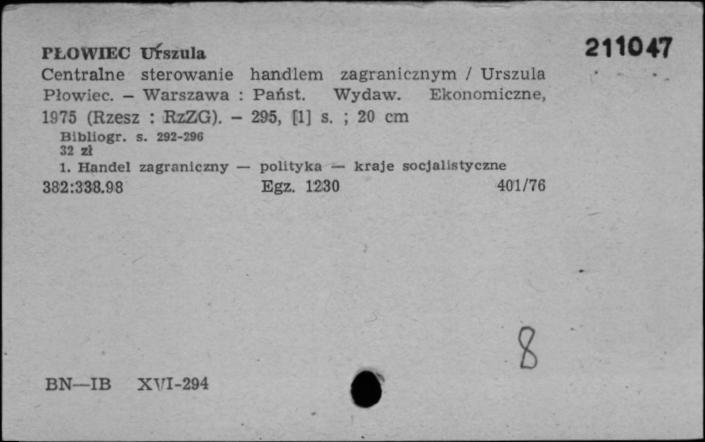 PŁOWIEC Urszula
211047
Centralne sterowanie handlem zagranicznym / Urszula
Płowiec. — Warszawa : Państ. Wydaw. Ekonomiczne,
1975 (Rzesz : RzZG). — 295, [1] s. ; 20 cm
Bibliogr. s. 292-296
32 zł
1. Handel zagraniczny — polityka — kraje socjalistyczne
382:338.98 Egz. 1230 401/76
8
BN—IB XVI-294